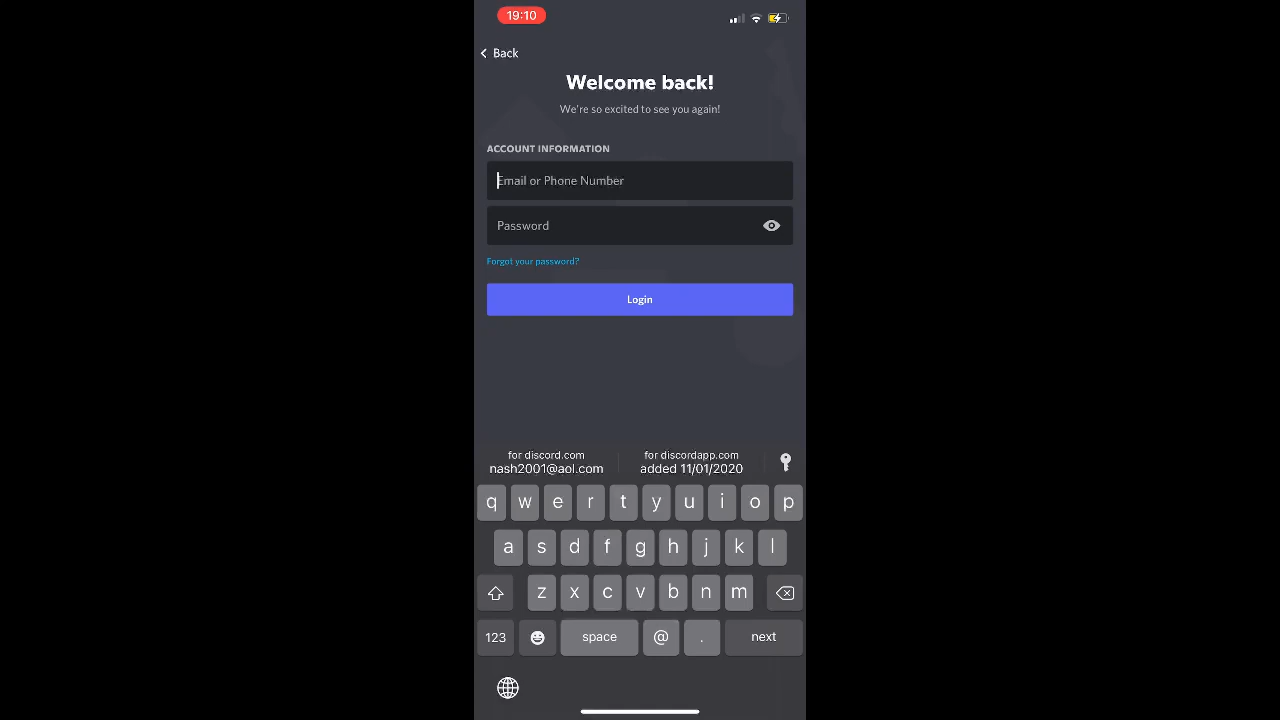 19:10
Back
Welcome back!
We're so excited to see you again!
ACCOUNT INFORMATION
Email or Phone Number
Password
Forgot your password?
Login
for discord.com
nash2001@aol.com
for discordapp.com
added 11/01/2020
q w e r t y u i o p
a s d f g h j k l
z x c v b n m
123 space @ . next